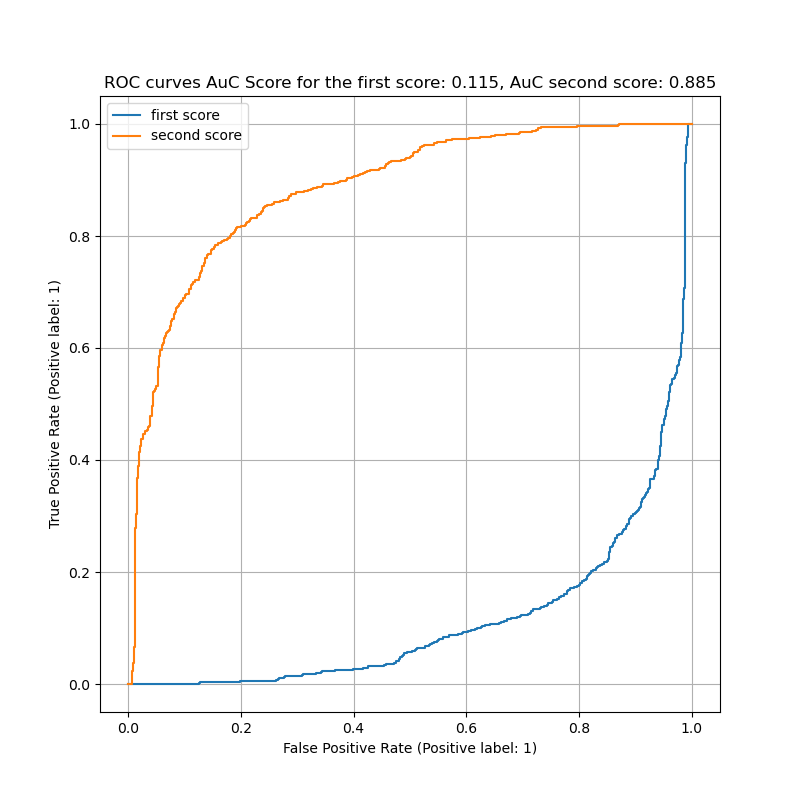 ROC curves AuC Score for the first score: 0.115, AuC second score: 0.885
first score
second score
1.0
0.8
0.6
0.4
0.2
0.0
True Positive Rate (Positive label: 1)
0.0 0.2 0.4 0.6 0.8 1.0
False Positive Rate (Positive label: 1)